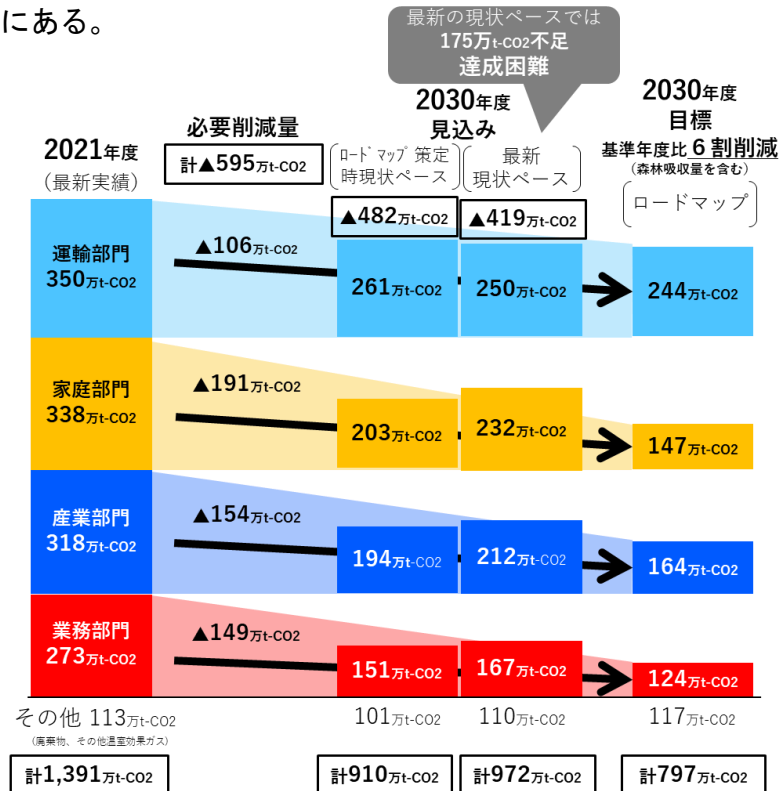 にある。
最新の現状ペースでは
175万t-CO2不足
達成困難
2021年度
(最新実績)
必要削減量
計▲595万t-CO2
2030年度
見込み
ﾛｰﾄﾞﾏｯﾌﾟ 策定
時現状ペース
最新
現状ペース
▲482万t-CO2
▲419万t-CO2
2030年度
目標
基準年度比６割削減
(森林吸収量を含む)
ロードマップ
運輸部門
350万t-CO2
▲106万t-CO2
261万t-CO2
250万t-CO2
244万t-CO2
家庭部門
338万t-CO2
▲191万t-CO2
203万t-CO2
232万t-CO2
147万t-CO2
産業部門
318万t-CO2
▲154万t-CO2
194万t-CO2
212万t-CO2
164万t-CO2
業務部門
273万t-CO2
▲149万t-CO2
151万t-CO2
167万t-CO2
124万t-CO2
その他 113万t-CO2
(廃棄物、その他温室効果ガス)
101万t-CO2
110万t-CO2
117万t-CO2
計1,391万t-CO2
計910万t-CO2
計972万t-CO2
計797万t-CO2